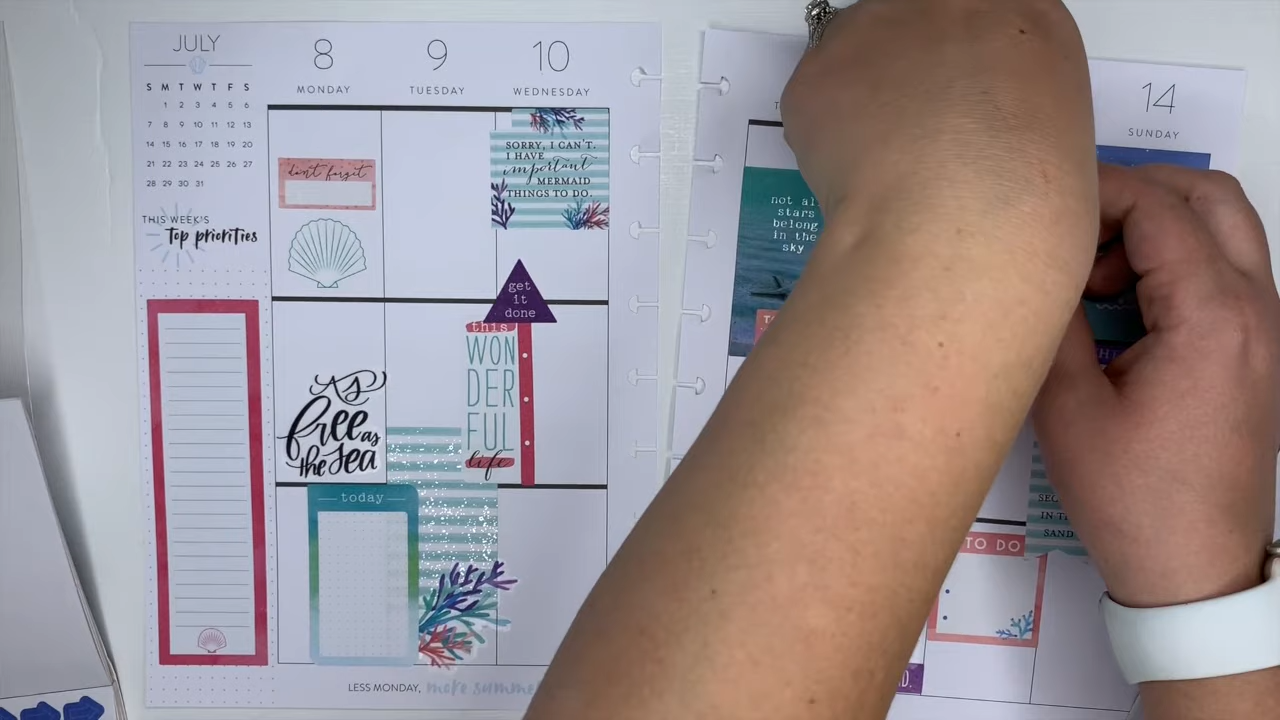 JULY
S M T W T F S
1 2 3 4 5 6
7 8 9 10 11 12 13
14 15 16 17 18 19 20
21 22 23 24 25 26 27
28 29 30 31
THIS WEEK'S
Top priorities
8
MONDAY
9
TUESDAY
10
WEDNESDAY
don't forget
SORRY, I CAN'T.
I HAVE
important
MERMAID
THINGS TO DO.
get
it
done
this
WON
DER
FUL
life
As
free as
the sea
today
LESS MONDAY, more summer
14
SUNDAY
not all
stars
belong
in the
sky
IN
SAND
TO DO